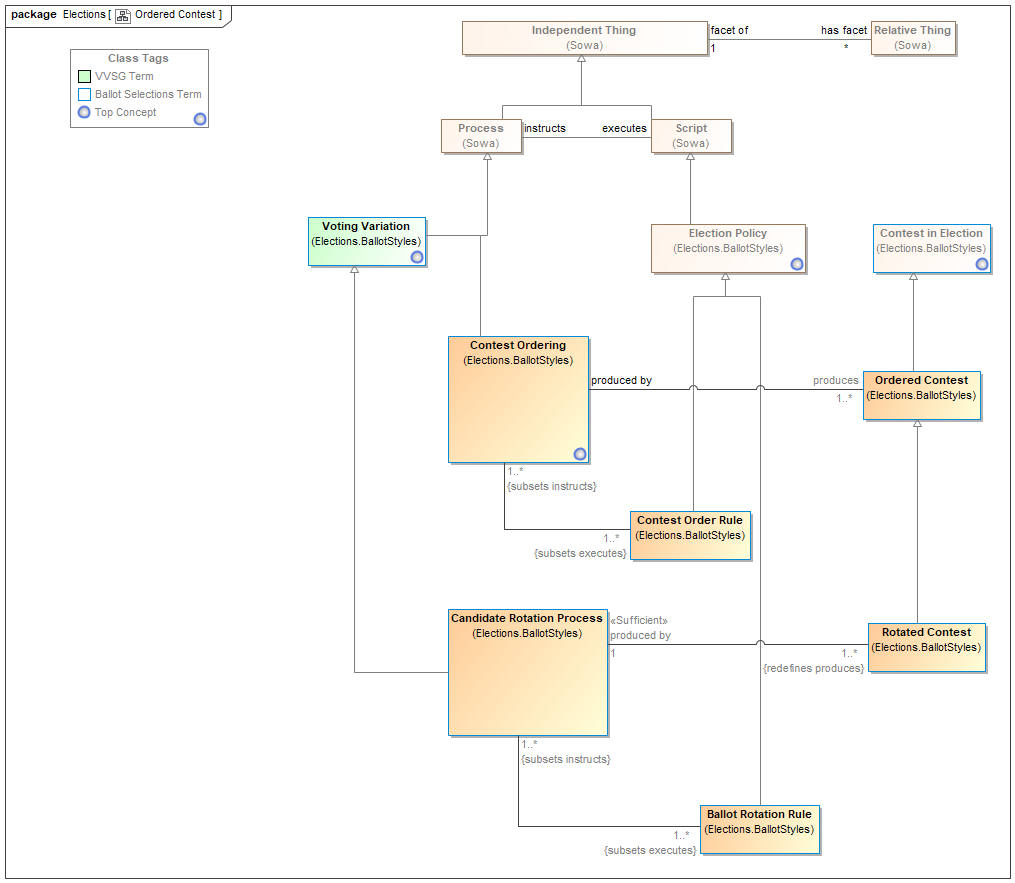 package Elections [ Ordered Contest ]
Class Tags
VVSG Term
Ballot Selections Term
Top Concept
Independent Thing
(Sowa)
facet of
1
has facet
*
Relative Thing
(Sowa)
Process
(Sowa)
instructs
executes
Script
(Sowa)
Voting Variation
(Elections.BallotStyles)
Election Policy
(Elections.BallotStyles)
Contest in Election
(Elections.BallotStyles)
Contest Ordering
(Elections.BallotStyles)
produced by
produces
1..*
Ordered Contest
(Elections.BallotStyles)
1..*
{subsets instructs}
Contest Order Rule
(Elections.BallotStyles)
1..*
{subsets executes}
Candidate Rotation Process
(Elections.BallotStyles)
«Sufficient»
produced by
1
1..*
{redefines produces}
Rotated Contest
(Elections.BallotStyles)
1..*
{subsets instructs}
Ballot Rotation Rule
(Elections.BallotStyles)
1..*
{subsets executes}